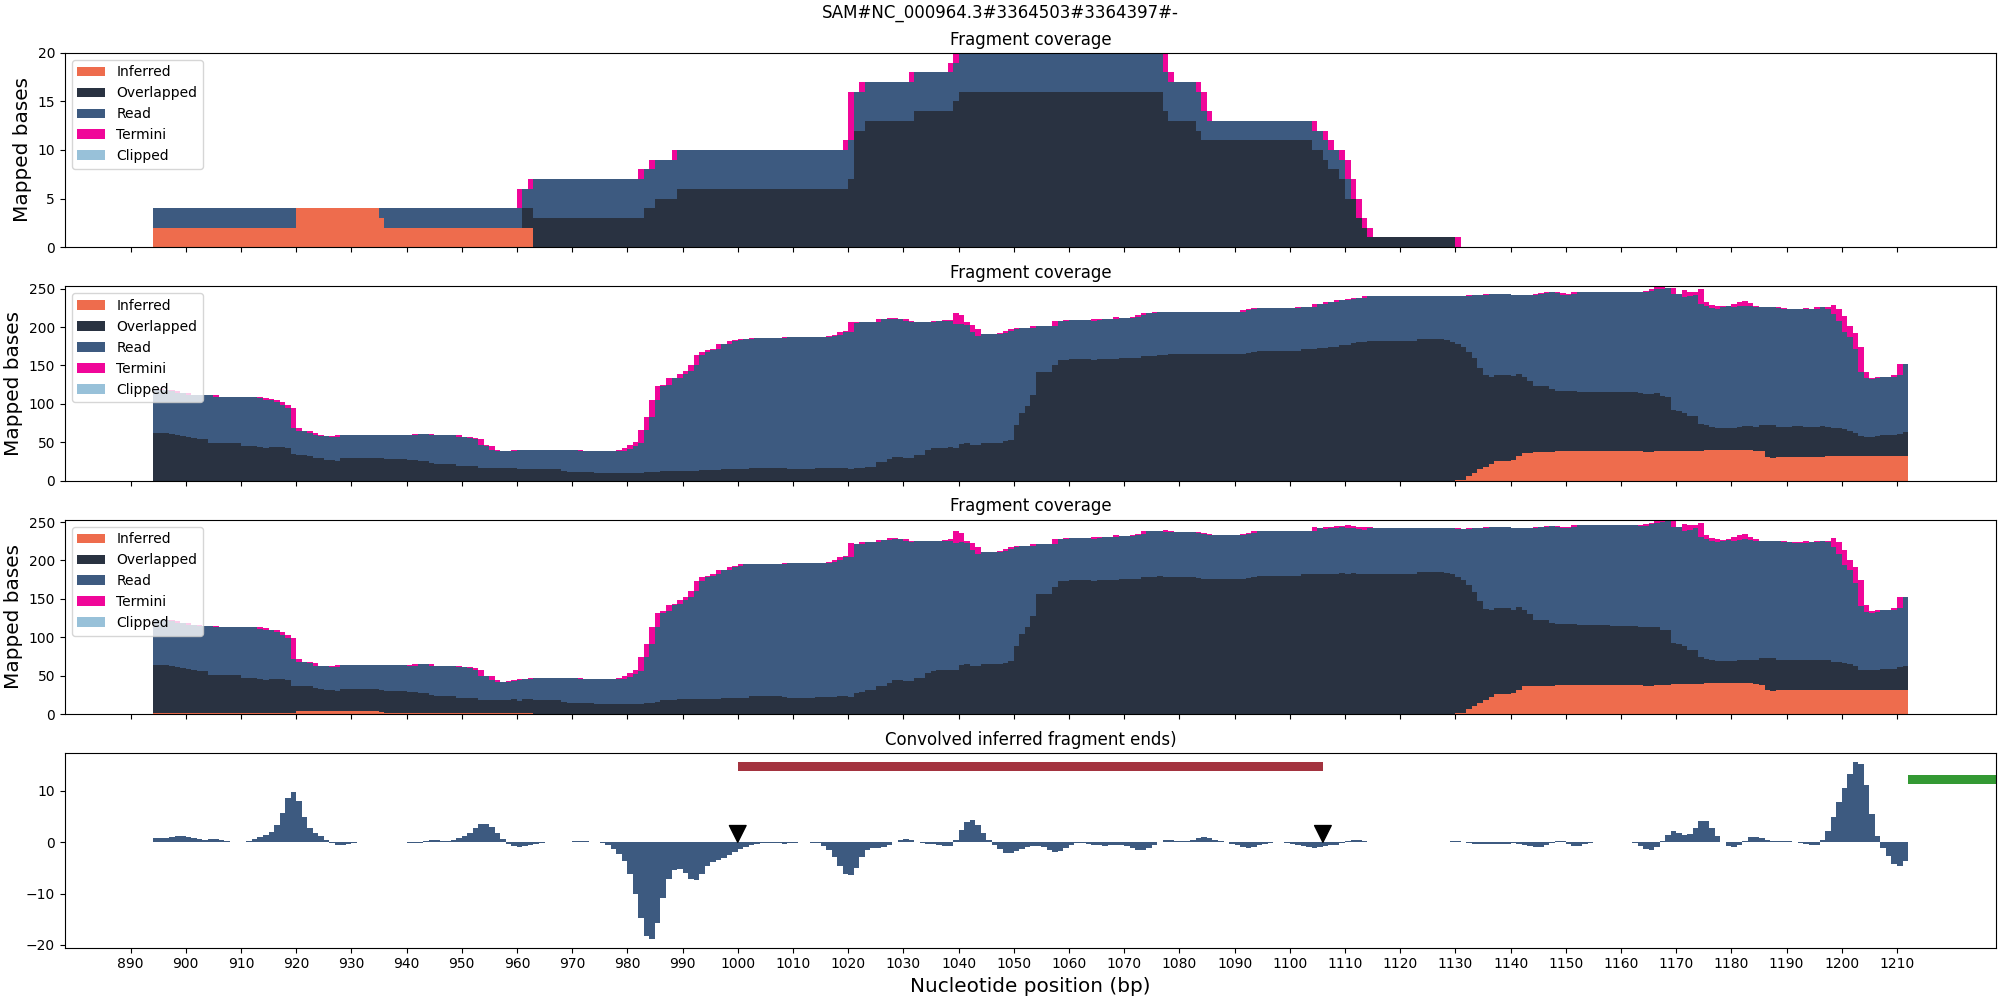 SAM#NC_000964.3#3364503#3364397#-
Fragment coverage
Mapped bases
20
15
10
5
0
Inferred
Overlapped
Read
Termini
Clipped
Fragment coverage
Mapped bases
250
200
150
100
50
0
Inferred
Overlapped
Read
Termini
Clipped
Fragment coverage
Mapped bases
250
200
150
100
50
0
Inferred
Overlapped
Read
Termini
Clipped
Convolved inferred fragment ends)
10
0
−10
−20
890 900 910 920 930 940 950 960 970 980 990 1000 1010 1020 1030 1040 1050 1060 1070 1080 1090 1100 1110 1120 1130 1140 1150 1160 1170 1180 1190 1200 1210
Nucleotide position (bp)